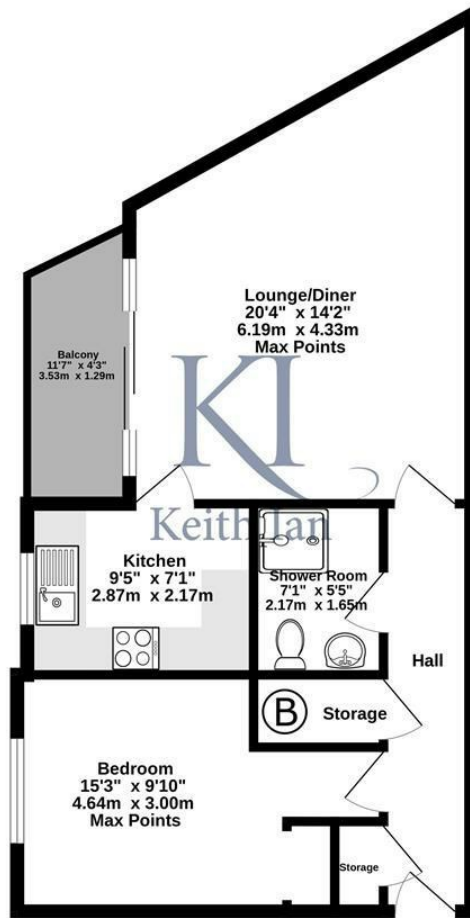 Lounge/Diner
20'4" x 14'2"
6.19m x 4.33m
Max Points
Balcony
11'7" x 4'3"
3.53m x 1.29m
KI
Keith Ian
Kitchen
9'5" x 7'1"
2.87m x 2.17m
Shower Room
7'1" x 5'5"
2.17m x 1.65m
Hall
B
Storage
Bedroom
15'3" x 9'10"
4.64m x 3.00m
Max Points
Storage